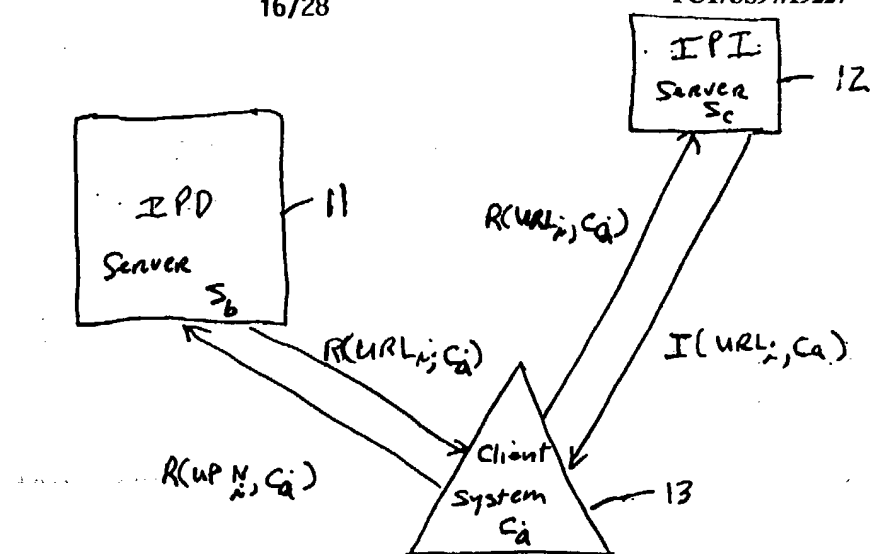 16/28
IPI
Server
Sc
12
IPD
Server
Sb
11
R(URLi, Ca)
R(URLi, Ca)
I(URLi, Ca)
R(UPNi, Ca)
Client
System
Ca
13